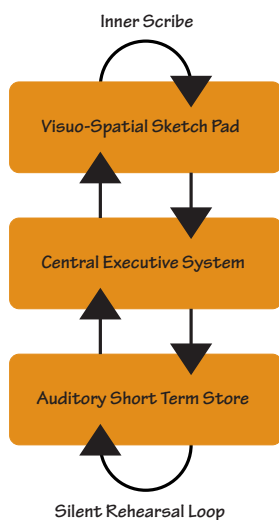 Inner Scribe
Visuo-Spatial Sketch Pad
Central Executive System
Auditory Short Term Store
Silent Rehearsal Loop